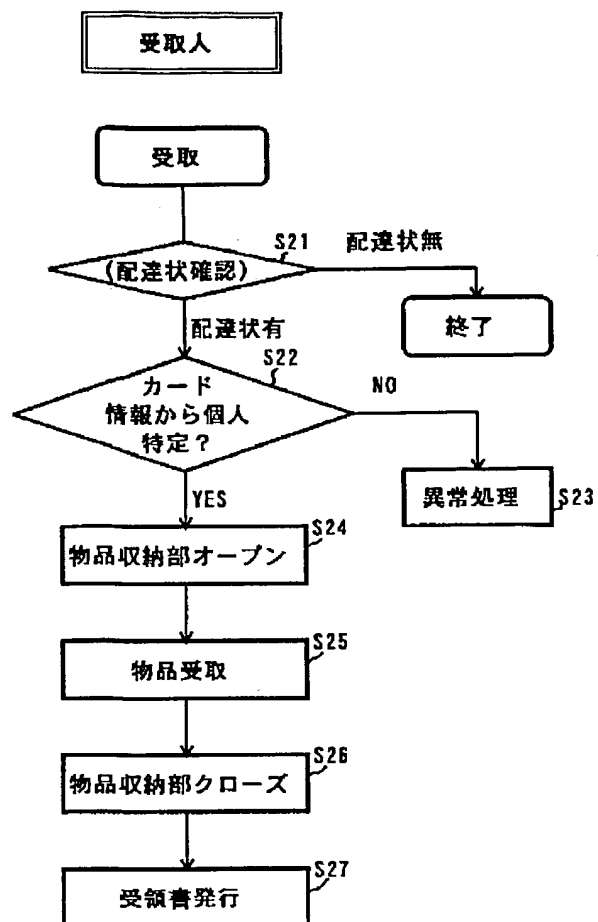 受取人
受取
S21
配達状無
(配達状確認)
終了
配達状有
S22
カード
情報から個人
特定？
NO
異常処理
S23
YES
S24
物品収納部オープン
S25
物品受取
S26
物品収納部クローズ
S27
受領書発行